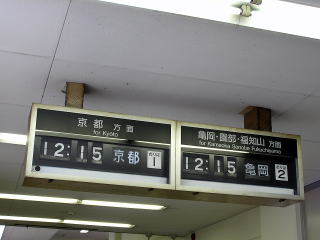 京都 方面
for Kyoto
12:15 京都 1
亀岡・園部・福知山 方面
for Kameoka Sonobe Fukuchiyama
12:15 亀岡 2